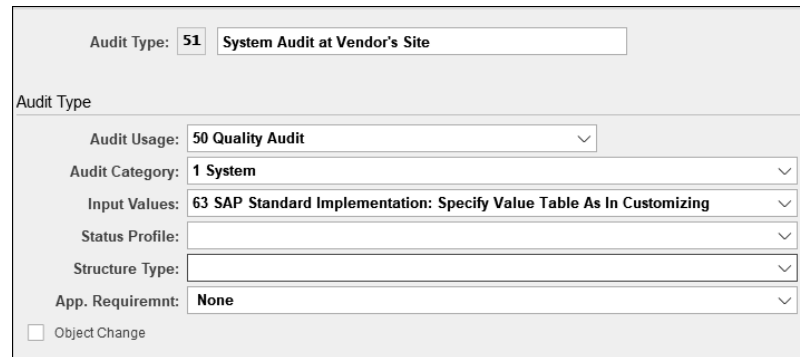 Audit Type: 51 System Audit at Vendor's Site
Audit Type
Audit Usage: 50 Quality Audit
Audit Category: 1 System
Input Values: 63 SAP Standard Implementation: Specify Value Table As In Customizing
Status Profile:
Structure Type:
App. Requiremnt: None
Object Change